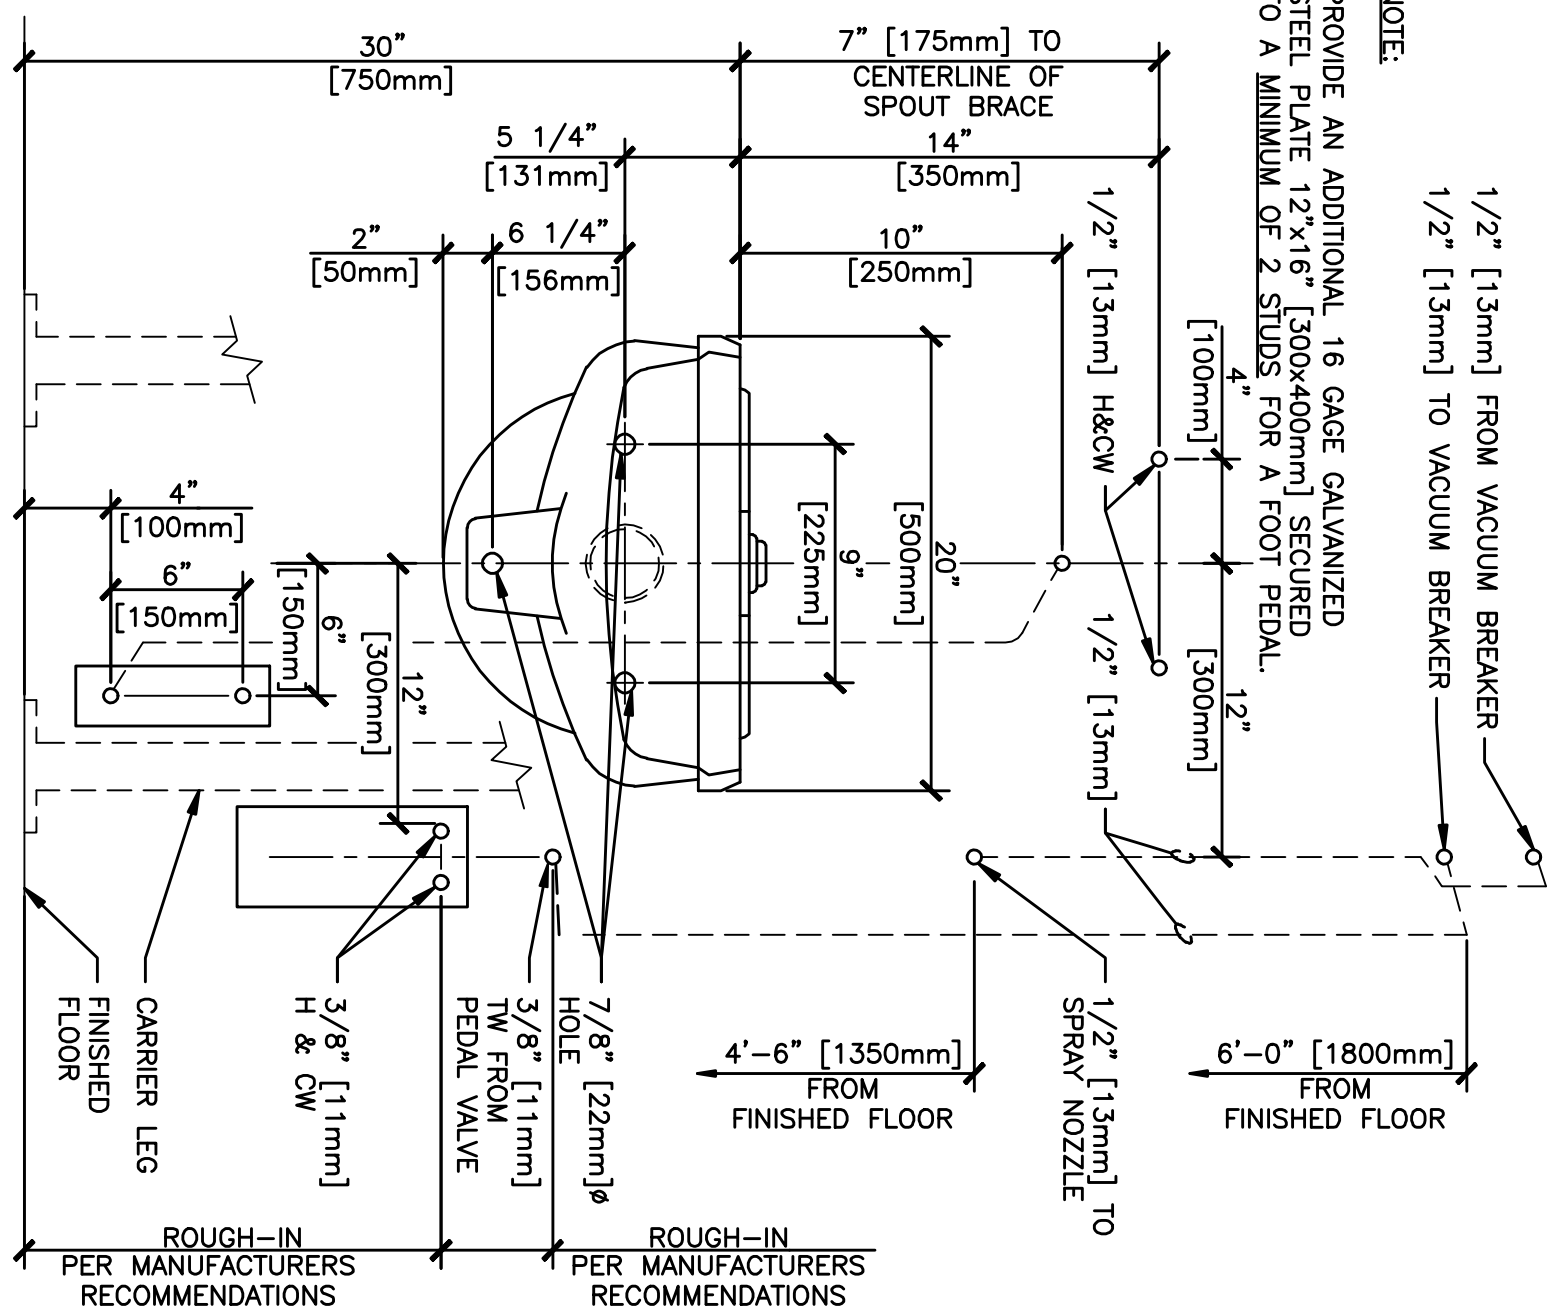 NOTE:
PROVIDE AN ADDITIONAL 16 GAGE GALVANIZED
STEEL PLATE 12"x16" [300x400mm] SECURED
TO A MINIMUM OF 2 STUDS FOR A FOOT PEDAL.
1/2" [13mm] FROM VACUUM BREAKER
1/2" [13mm] TO VACUUM BREAKER
30"
[750mm]
7" [175mm] TO
CENTERLINE OF
SPOUT BRACE
5 1/4"
[131mm]
14"
[350mm]
2"
[50mm]
6 1/4"
[156mm]
10"
[250mm]
1/2" [13mm] H&CW
4"
[100mm]
12"
[300mm]
20"
[500mm]
9"
[225mm]
1/2" [13mm]
4"
[100mm]
6"
[150mm]
6"
[150mm]
12"
[300mm]
6'-0" [1800mm]
FROM
FINISHED FLOOR
4'-6" [1350mm]
FROM
FINISHED FLOOR
1/2" [13mm] TO
SPRAY NOZZLE
7/8" [22mm]ø
HOLE
3/8" [11mm]
TW FROM
PEDAL VALVE
3/8" [11mm]
H & CW
CARRIER LEG
FINISHED
FLOOR
ROUGH-IN
PER MANUFACTURERS
RECOMMENDATIONS
ROUGH-IN
PER MANUFACTURERS
RECOMMENDATIONS